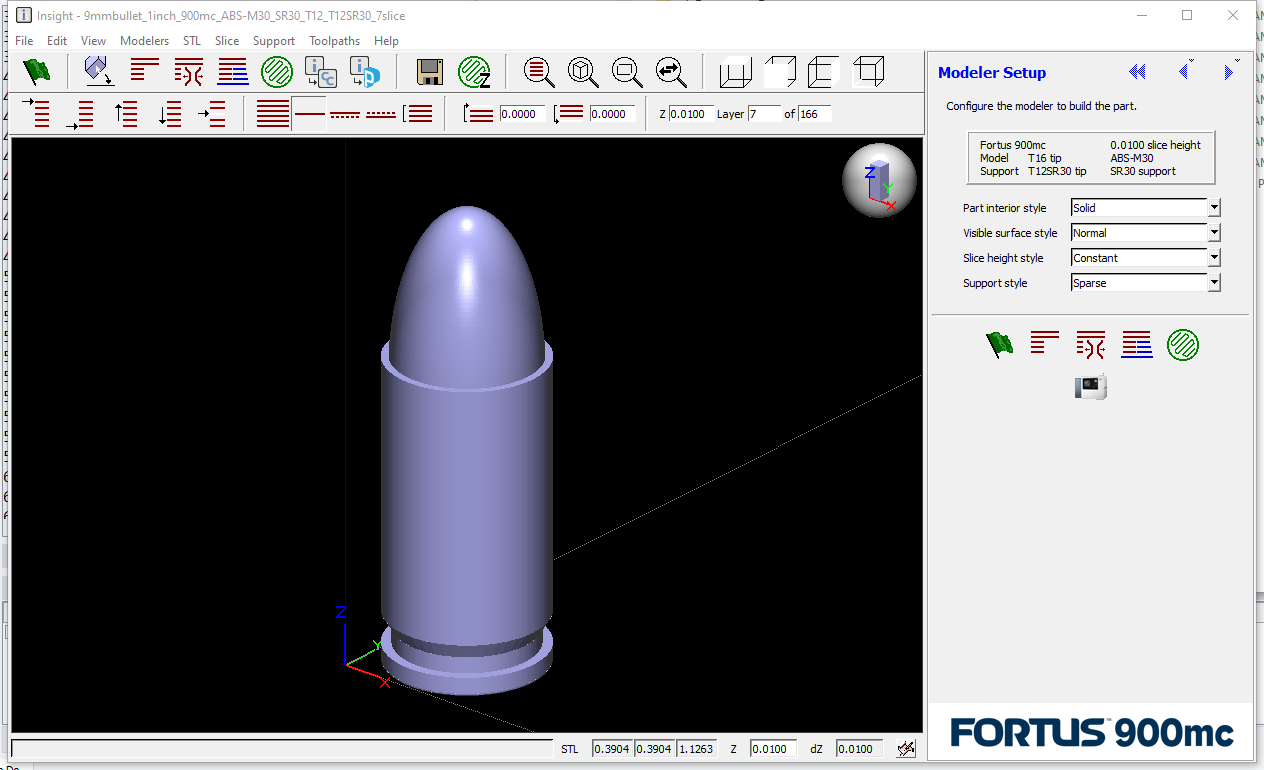 Insight - 9mmbullet_1inch_900mc_ABS-M30_SR30_T12_T12SR30_7slice
File Edit View Modelers STL Slice Support Toolpaths Help
0.0000 0.0000 Z 0.0100 Layer 7 of 166
Modeler Setup
Configure the modeler to build the part.
Fortus 900mc 0.0100 slice height
Model T16 tip ABS-M30
Support T12SR30 tip SR30 support
Part interior style Solid
Visible surface style Normal
Slice height style Constant
Support style Sparse
Z
Y
X
Z
Y
X
FORTUS™ 900mc
STL 0.3904 0.3904 1.1263 Z 0.0100 dZ 0.0100